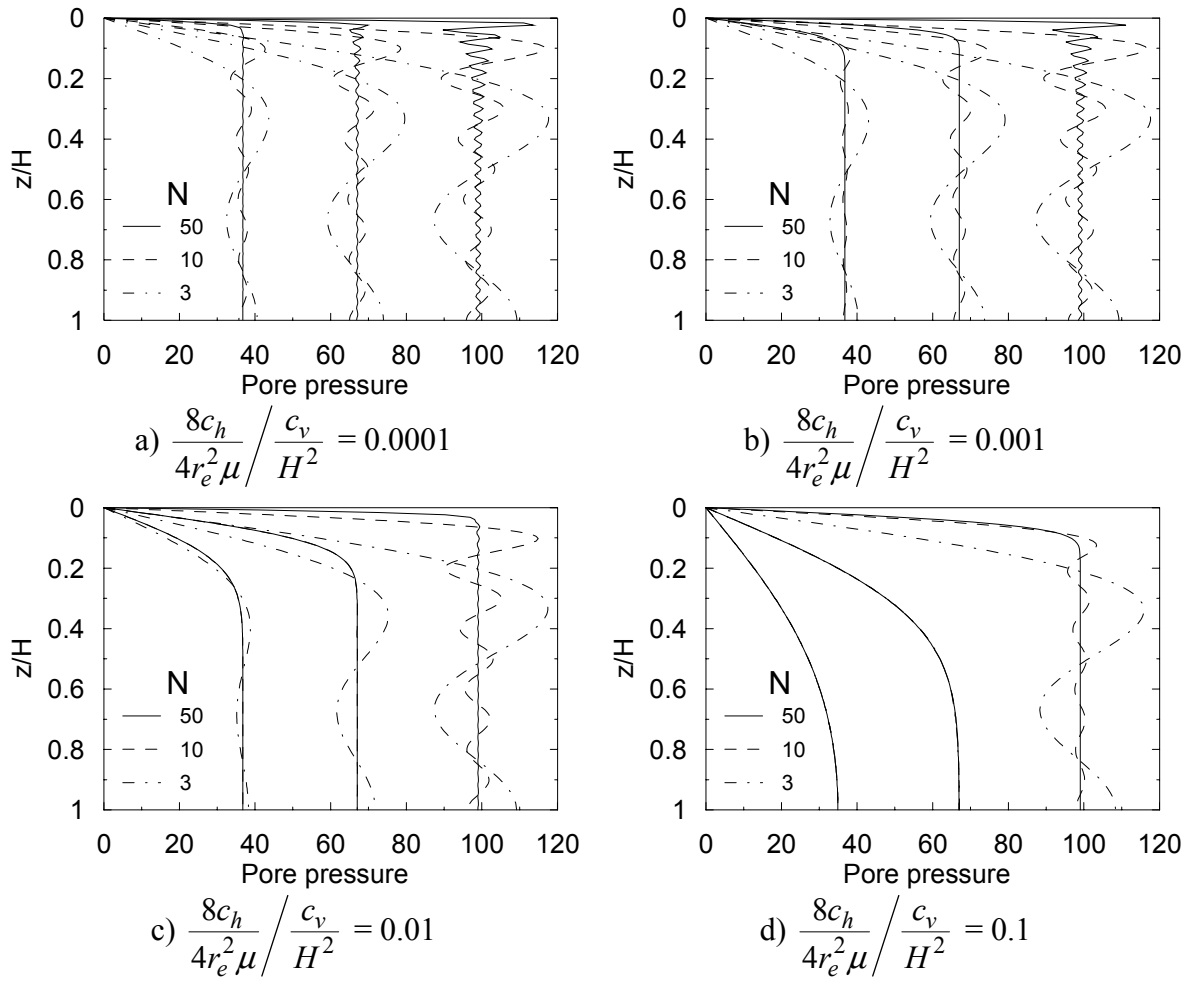 0
0.2
0.4
0.6
0.8
1
z/H
N
50
10
3
0 20 40 60 80 100 120
Pore pressure
a) 8c_h / 4r_e^2 μ / c_v / H^2 = 0.0001
0
0.2
0.4
0.6
0.8
1
z/H
N
50
10
3
0 20 40 60 80 100 120
Pore pressure
b) 8c_h / 4r_e^2 μ / c_v / H^2 = 0.001
0
0.2
0.4
0.6
0.8
1
z/H
N
50
10
3
0 20 40 60 80 100 120
Pore pressure
c) 8c_h / 4r_e^2 μ / c_v / H^2 = 0.01
0
0.2
0.4
0.6
0.8
1
z/H
N
50
10
3
0 20 40 60 80 100 120
Pore pressure
d) 8c_h / 4r_e^2 μ / c_v / H^2 = 0.1